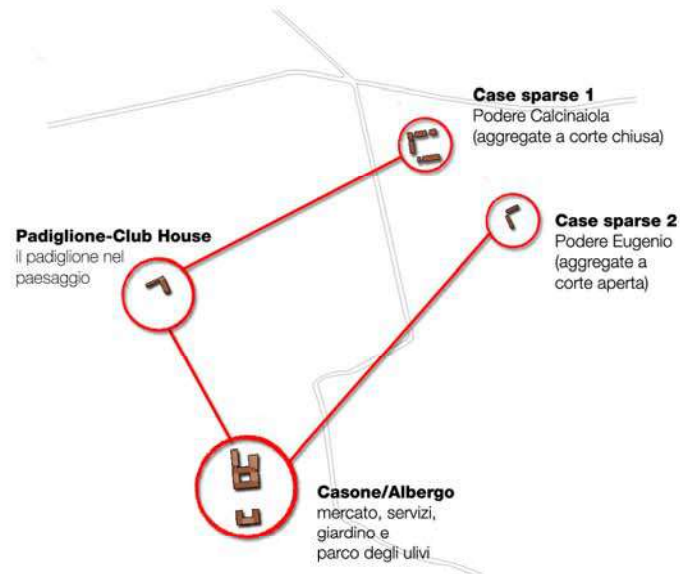 Case sparse 1
Podere Calcinaiola
(aggregate a corte chiusa)
Case sparse 2
Podere Eugenio
(aggregate a
corte aperta)
Padiglione-Club House
il padiglione nel
paesaggio
Casone/Albergo
mercato, servizi,
giardino e
parco degli ulivi